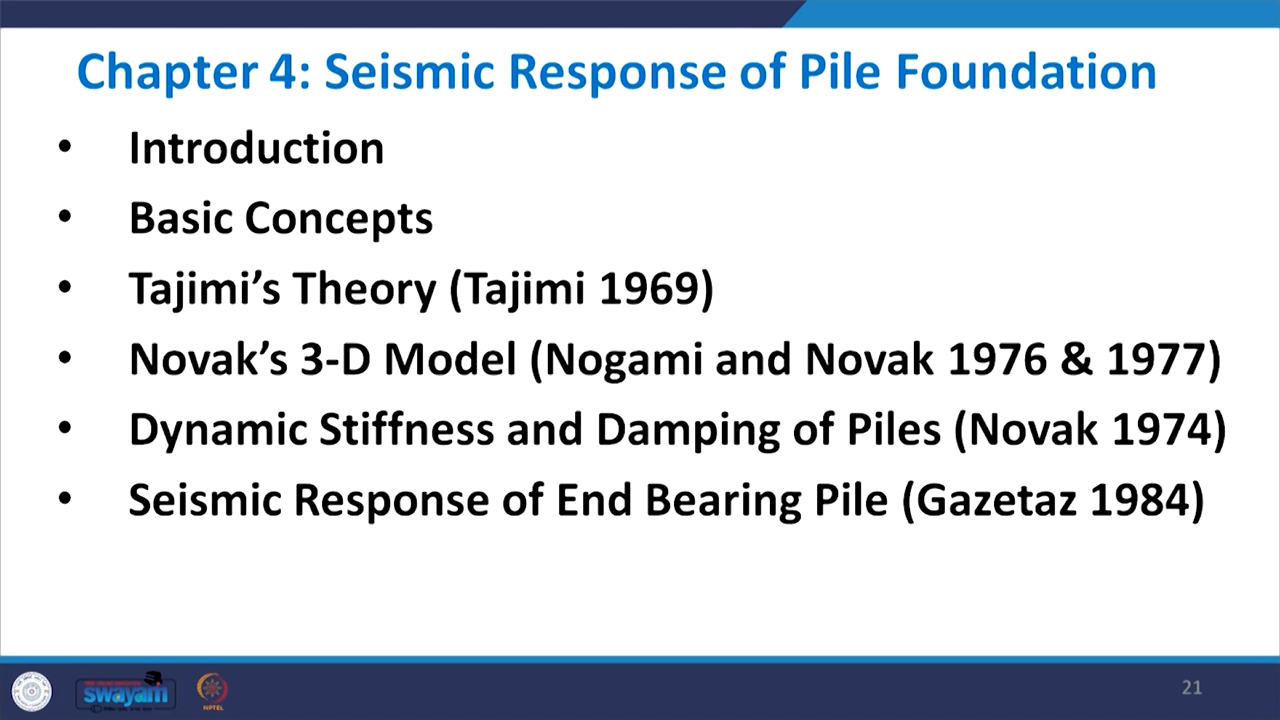 Chapter 4: Seismic Response of Pile Foundation
• Introduction
• Basic Concepts
• Tajimi’s Theory (Tajimi 1969)
• Novak’s 3-D Model (Nogami and Novak 1976 & 1977)
• Dynamic Stiffness and Damping of Piles (Novak 1974)
• Seismic Response of End Bearing Pile (Gazetaz 1984)
swayam
NPTEL
21